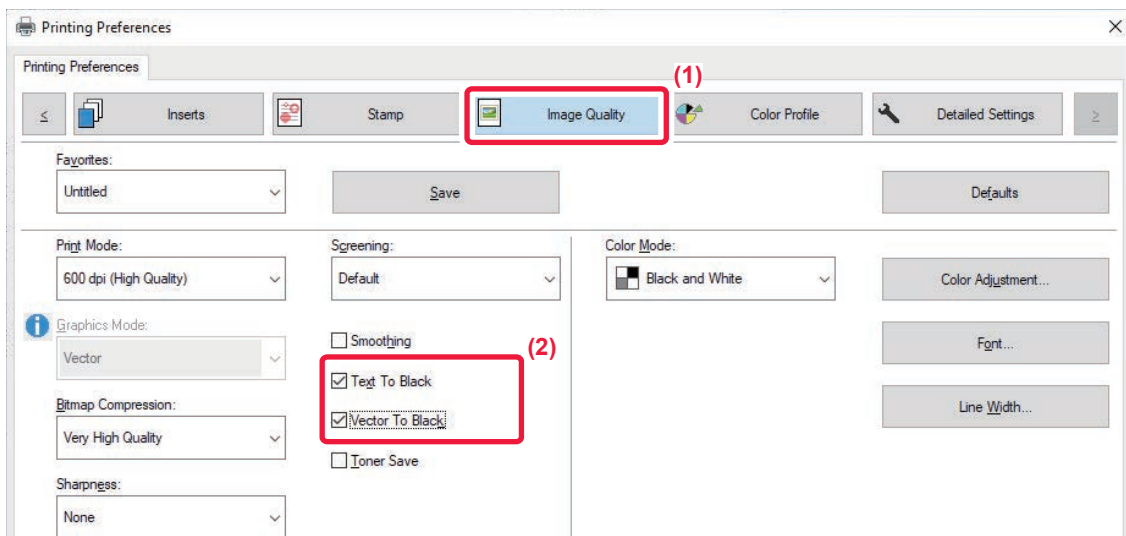 Printing Preferences
Printing Preferences
(1)
≤ Inserts Stamp Image Quality Color Profile Detailed Settings ≥
Favorites:
Untitled Save Defaults
Print Mode: Screening: Color Mode:
600 dpi (High Quality) Default Black and White Color Adjustment...
Graphics Mode:
Vector
Smoothing
(2)
Text To Black
Vector To Black
Toner Save
Font...
Line Width...
Bitmap Compression:
Very High Quality
Sharpness:
None